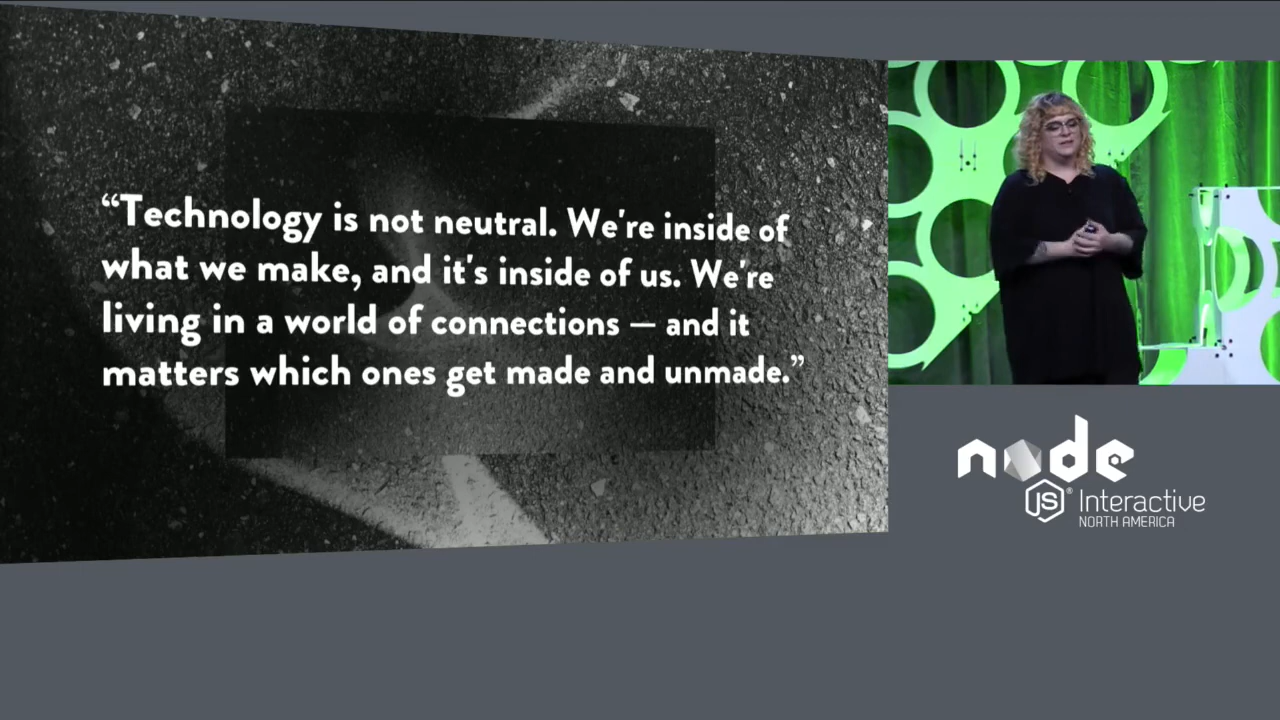 “Technology is not neutral. We're inside of
what we make, and it's inside of us. We're
living in a world of connections — and it
matters which ones get made and unmade.”
node
JS® Interactive
NORTH AMERICA